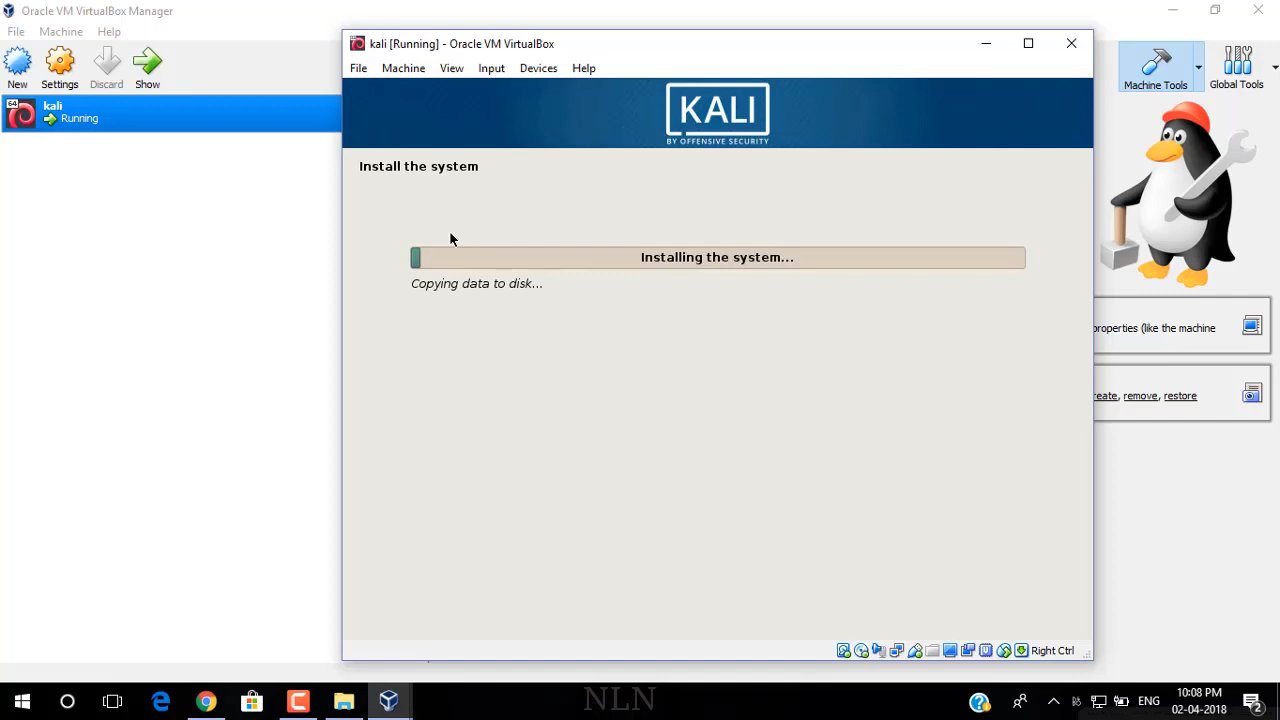 Oracle VM VirtualBox Manager
File Machine Help
New Settings Discard Show
Machine Tools Global Tools
64
kali
Running
kali [Running] - Oracle VM VirtualBox
File Machine View Input Devices Help
KALI
BY OFFENSIVE SECURITY
Install the system
Installing the system...
Copying data to disk...
properties (like the machine
reate, remove, restore
Right Ctrl
NLN
ENG
10:08 PM
02-04-2018
2